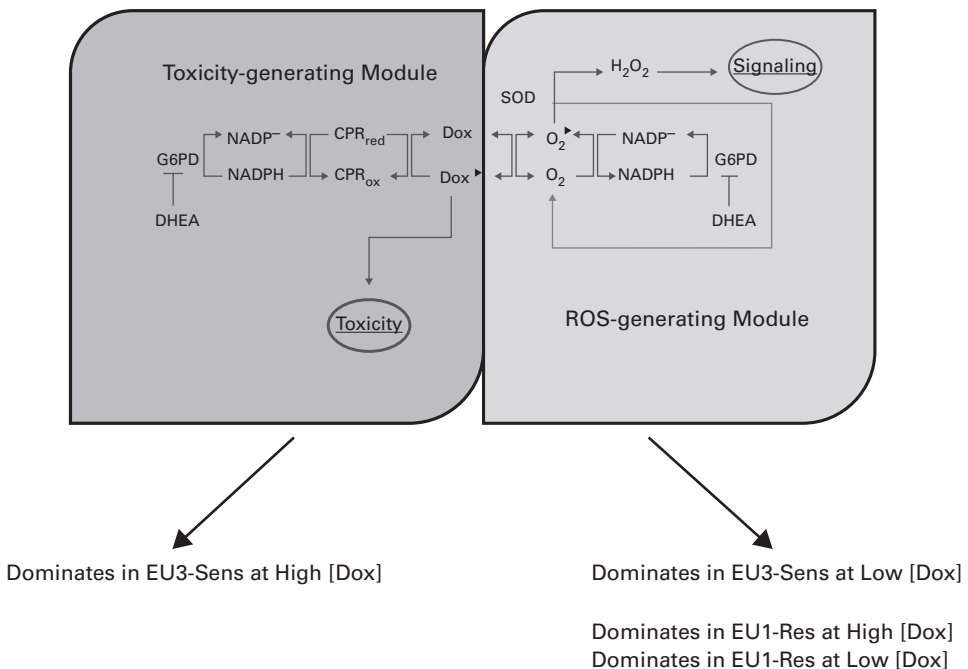 Toxicity-generating Module
SOD
H₂O₂
Signaling
NADP⁻
CPRred
Dox
O₂
NADP⁻
G6PD
G6PD
NADPH
CPRox
Dox
O₂
NADPH
DHEA
DHEA
Toxicity
ROS-generating Module
Dominates in EU3-Sens at High [Dox]
Dominates in EU3-Sens at Low [Dox]
Dominates in EU1-Res at High [Dox]
Dominates in EU1-Res at Low [Dox]